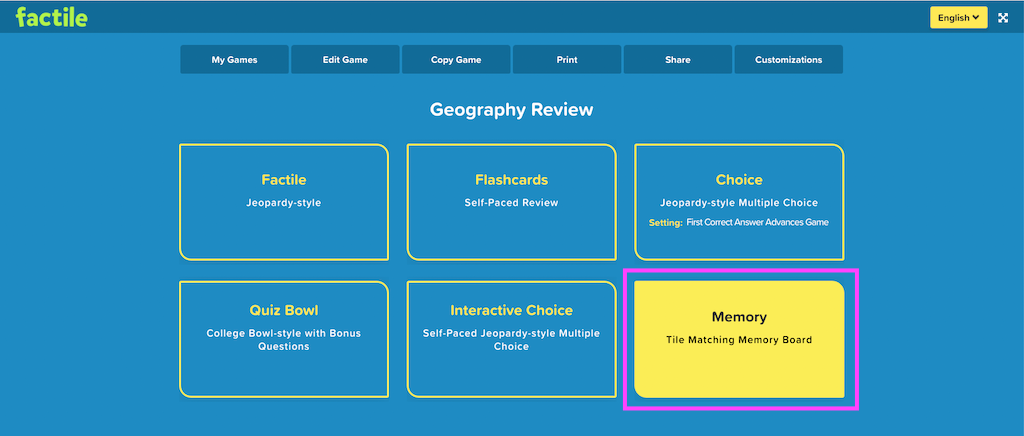 factile
English
My Games
Edit Game
Copy Game
Print
Share
Customizations
Geography Review
Factile
Jeopardy-style
Flashcards
Self-Paced Review
Choice
Jeopardy-style Multiple Choice
Setting: First Correct Answer Advances Game
Quiz Bowl
College Bowl-style with Bonus
Questions
Interactive Choice
Self-Paced Jeopardy-style Multiple
Choice
Memory
Tile Matching Memory Board